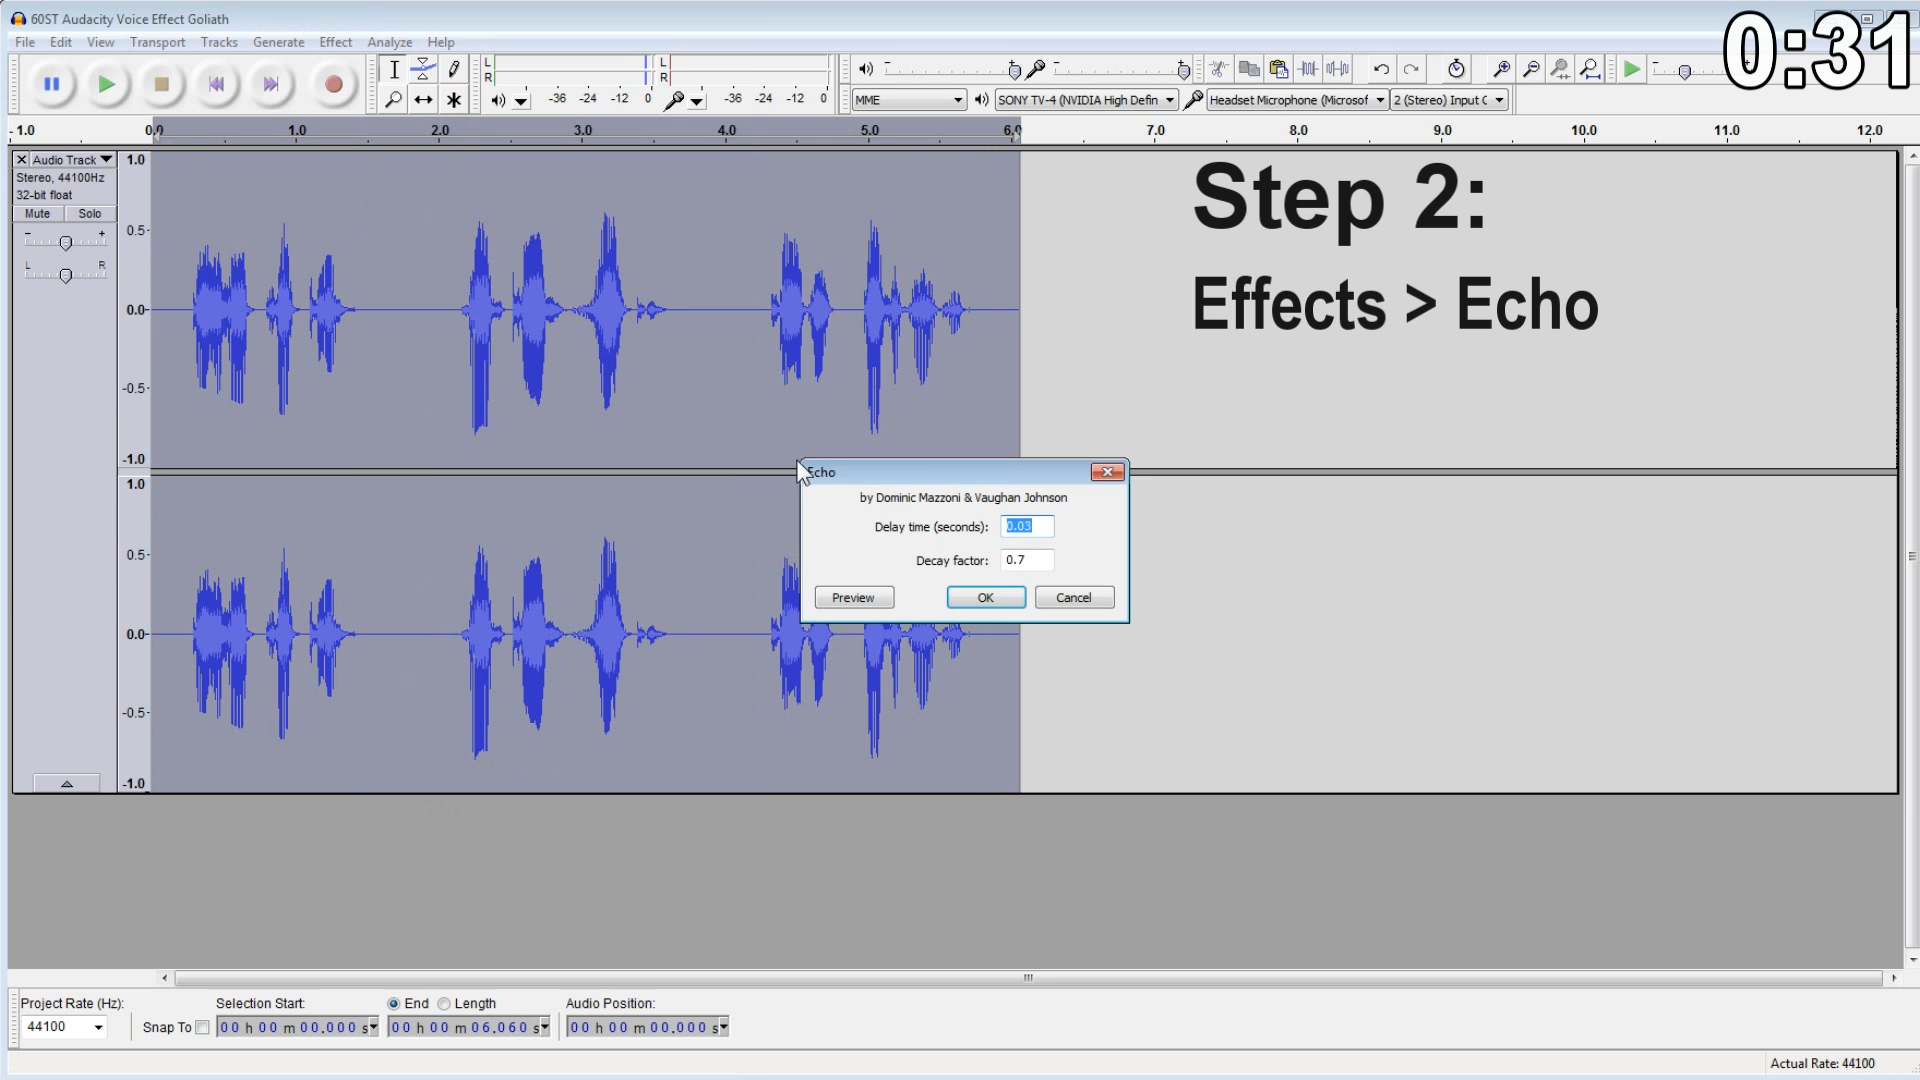 60ST Audacity Voice Effect Goliath
0:31
File Edit View Transport Tracks Generate Effect Analyze Help
L L
R R
-36 -24 -12 0 -36 -24 -12 0
MME SONY TV-4 (NVIDIA High Defin Headset Microphone (Microsof 2 (Stereo) Input C
-1.0 0.0 1.0 2.0 3.0 4.0 5.0 6.0 7.0 8.0 9.0 10.0 11.0 12.0
Audio Track 1.0
Stereo, 44100Hz
32-bit float
Mute Solo
- + 0.5-
L R
0.0-
-0.5-
-1.0
Step 2:
Effects > Echo
1.0
0.5-
0.0-
-0.5-
-1.0
Echo
by Dominic Mazzoni & Vaughan Johnson
Delay time (seconds): 0.03
Decay factor: 0.7
Preview OK Cancel
Project Rate (Hz): Selection Start: End Length Audio Position:
44100 Snap To 00 h 00 m 00.000 s 00 h 00 m 06.060 s 00 h 00 m 00.000 s
Actual Rate: 44100